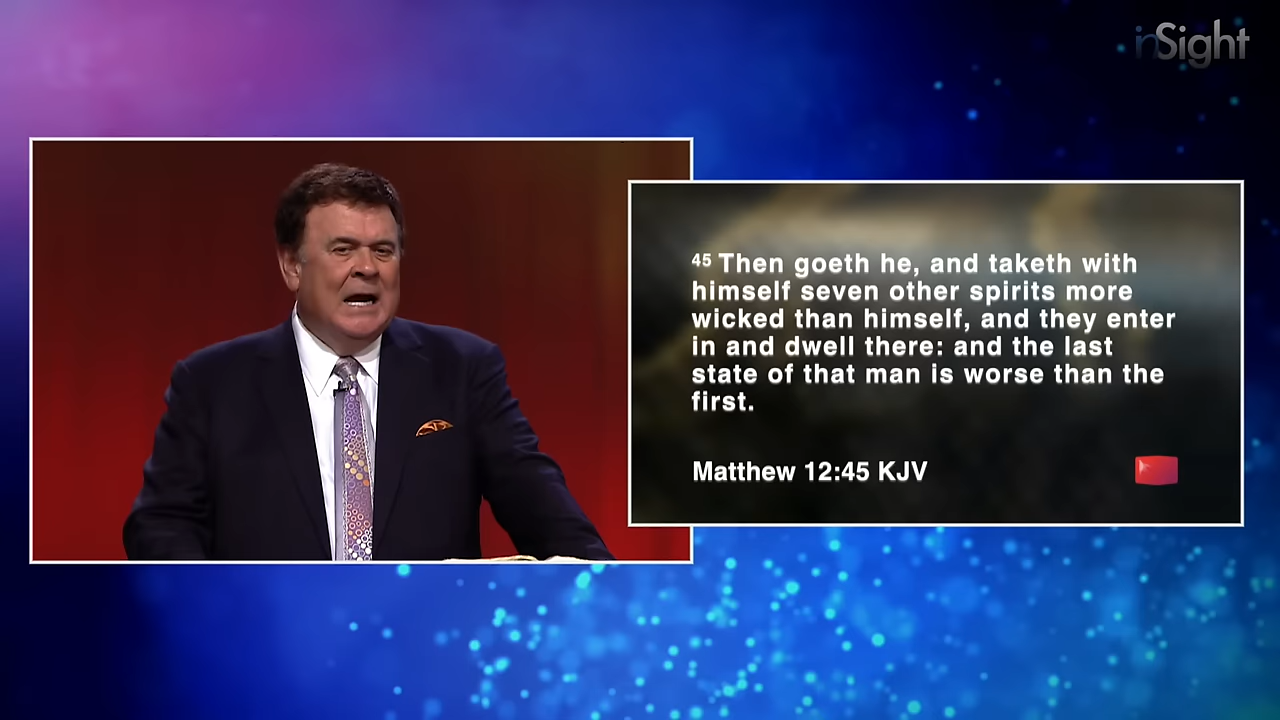 inSight
45 Then goeth he, and taketh with
himself seven other spirits more
wicked than himself, and they enter
in and dwell there: and the last
state of that man is worse than the
first.
Matthew 12:45 KJV